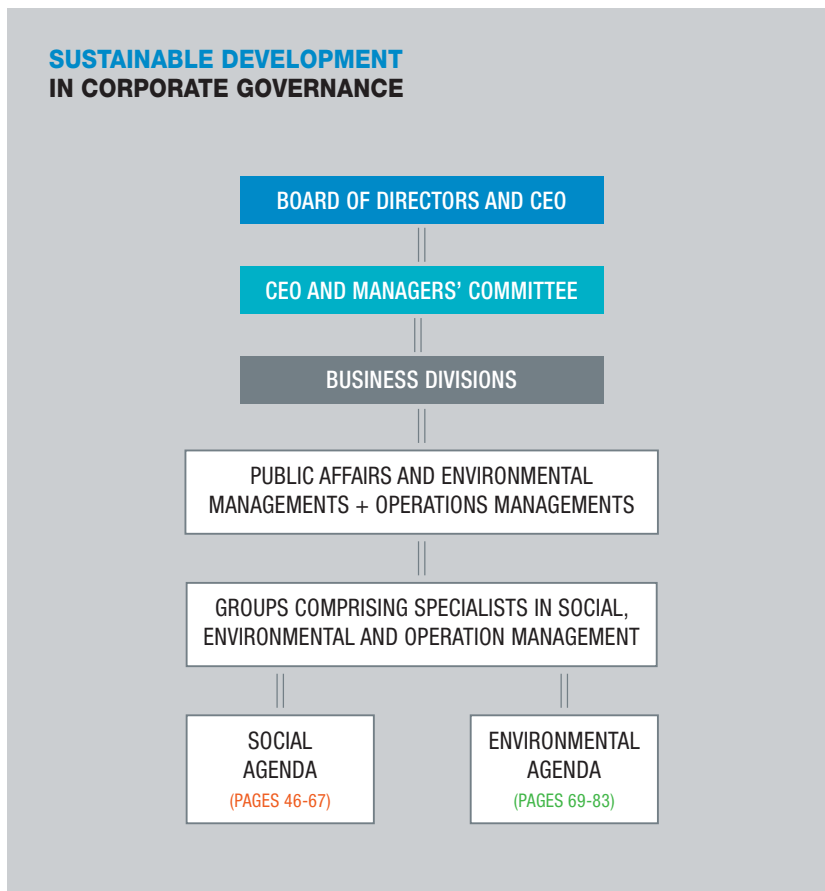 SUSTAINABLE DEVELOPMENT
IN CORPORATE GOVERNANCE
BOARD OF DIRECTORS AND CEO
CEO AND MANAGERS’ COMMITTEE
BUSINESS DIVISIONS
PUBLIC AFFAIRS AND ENVIRONMENTAL
MANAGEMENTS + OPERATIONS MANAGEMENTS
GROUPS COMPRISING SPECIALISTS IN SOCIAL,
ENVIRONMENTAL AND OPERATION MANAGEMENT
SOCIAL
AGENDA
(PAGES 46-67)
ENVIRONMENTAL
AGENDA
(PAGES 69-83)